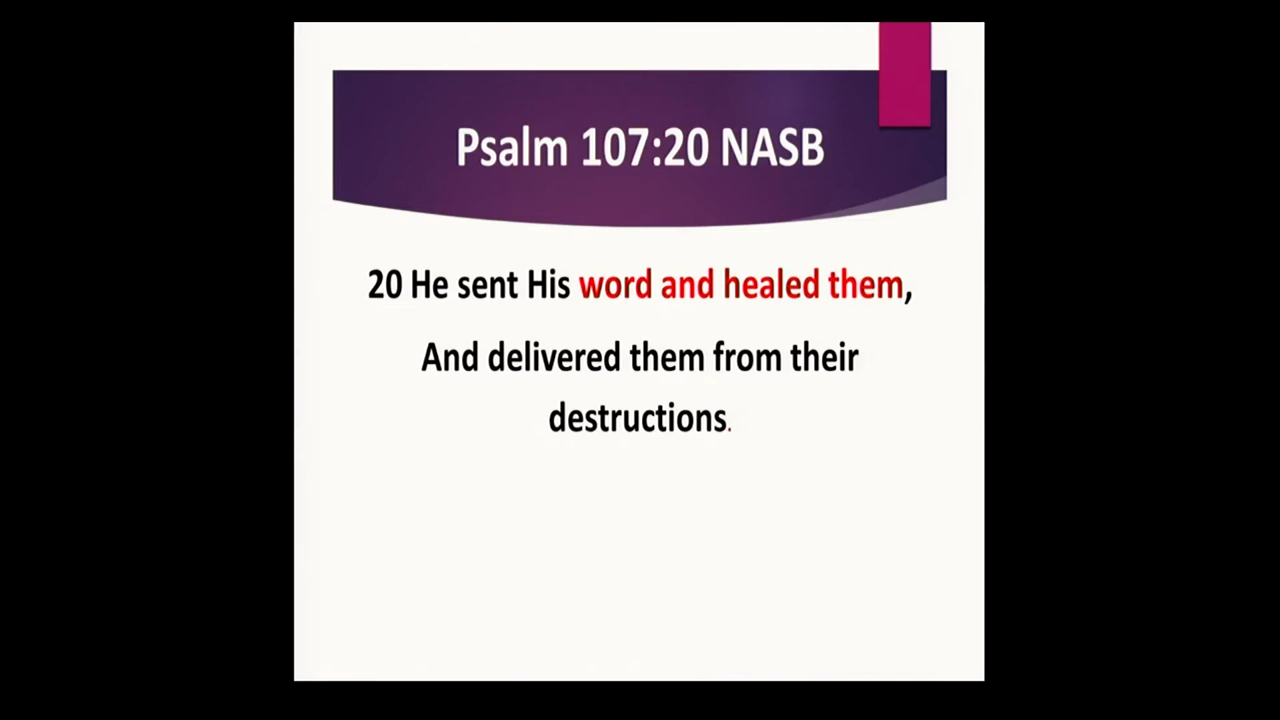 Psalm 107:20 NASB
20 He sent His word and healed them,
And delivered them from their
destructions.